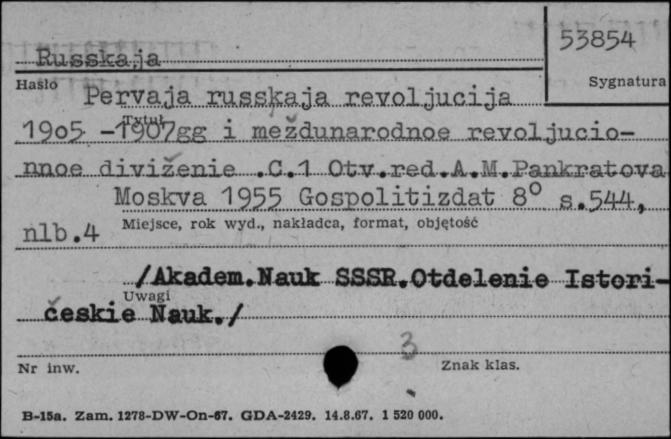 53854
Russkaja
Hasło
Sygnatura
Pervaja russkaja revoljucija
Tytuł
1905 -1907gg i meždunarodnoe revoljucio-
nnoe diviženie .C.1 Otv.red.A.M.Pankratova
Moskva 1955 Gospolitizdat 8° s.544,
Miejsce, rok wyd., nakładca, format, objętość
nlb.4
/Akadem.Nauk SSSR.Otdelenie Istori-
Uwagi
českie Nauk./
3
Nr inw.
Znak klas.
B-15a. Zam. 1278-DW-On-67. GDA-2429. 14.8.67. 1 520 000.